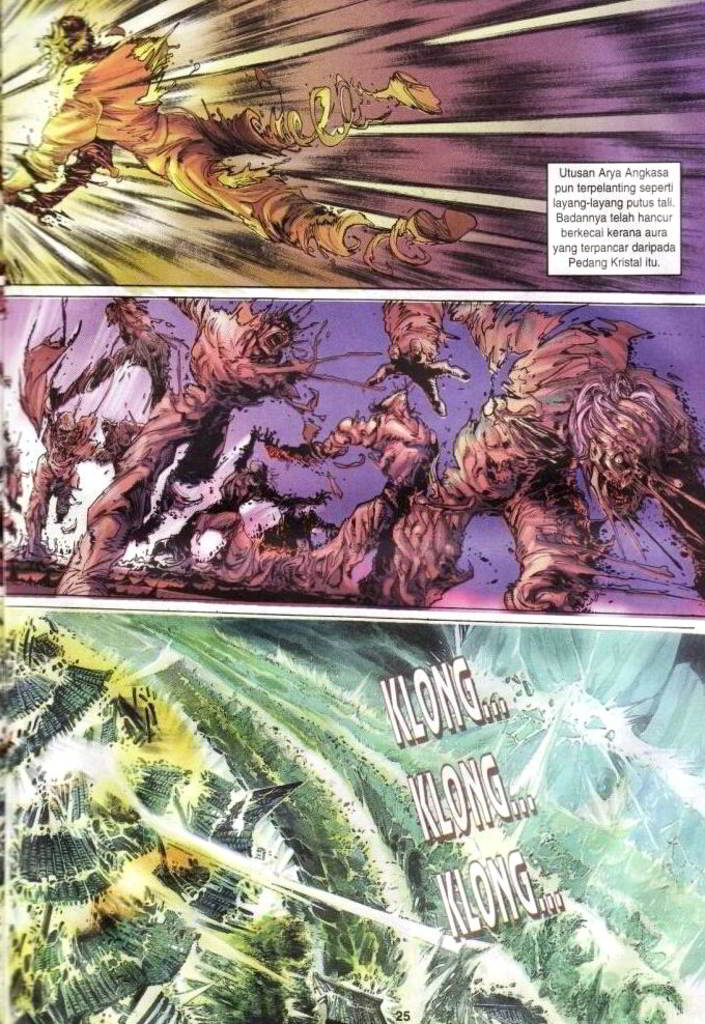 Utusan Arya Angkasa
pun terpelanting seperti
layang-layang putus tali.
Badannya telah hancur
berkecai kerana aura
yang terpancar daripada
Pedang Kristal itu.
KLONG...
KLONG...
KLONG...
25